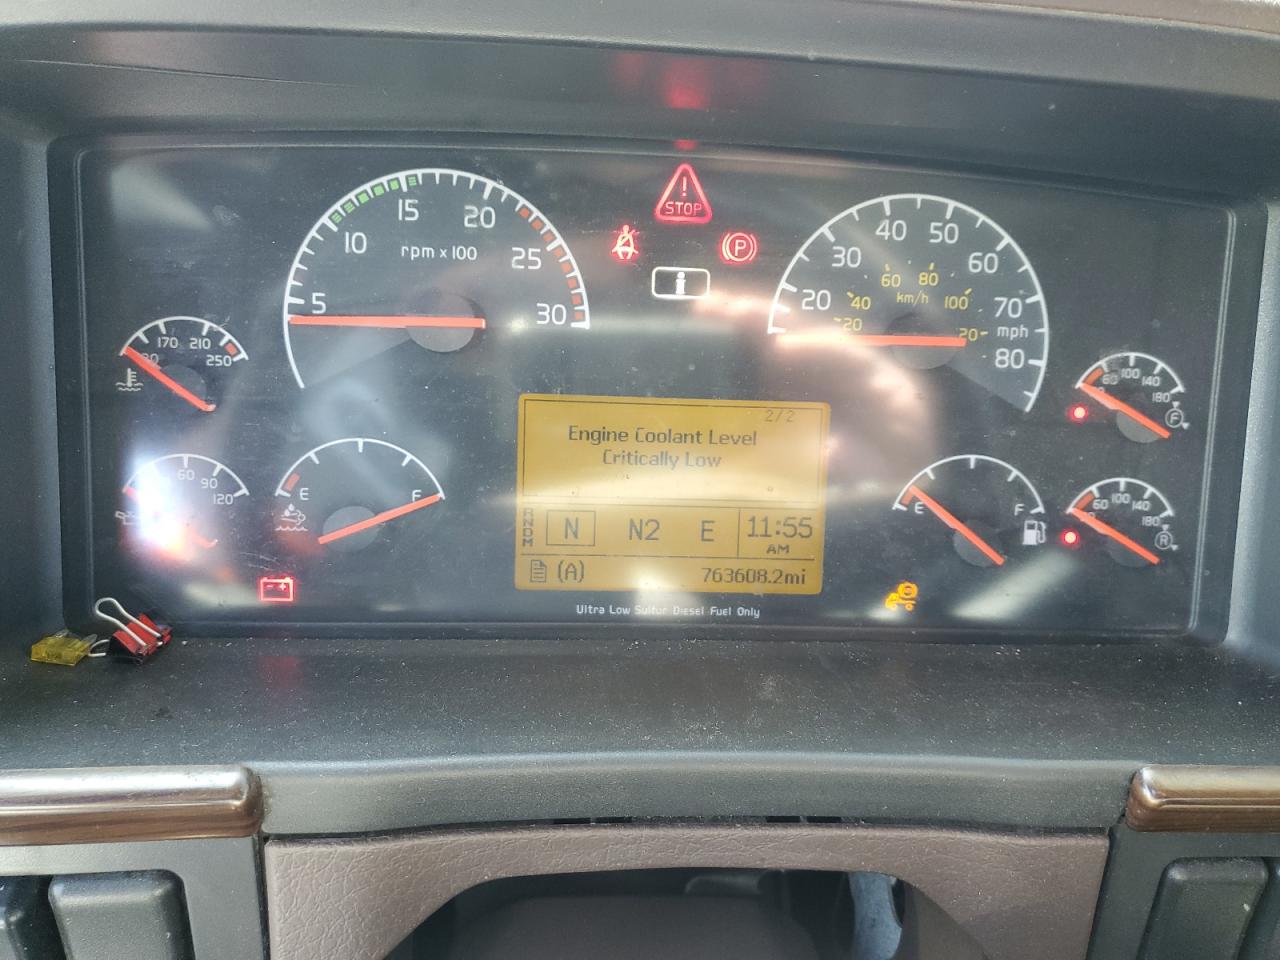 STOP
5
10
15
20
25
30
rpm x 100
20
30
40
50
60
70
80
mph
20
40
60
80
100
120
km/h
P
i
170
210
250
60
90
120
E
F
2/2
Engine Coolant Level
Critically Low
RNDM
N
N2
E
11:55
AM
(A)
763608.2mi
Ultra Low Sulfur Diesel Fuel Only
E
F
60
100
140
180
F
60
100
140
180
R